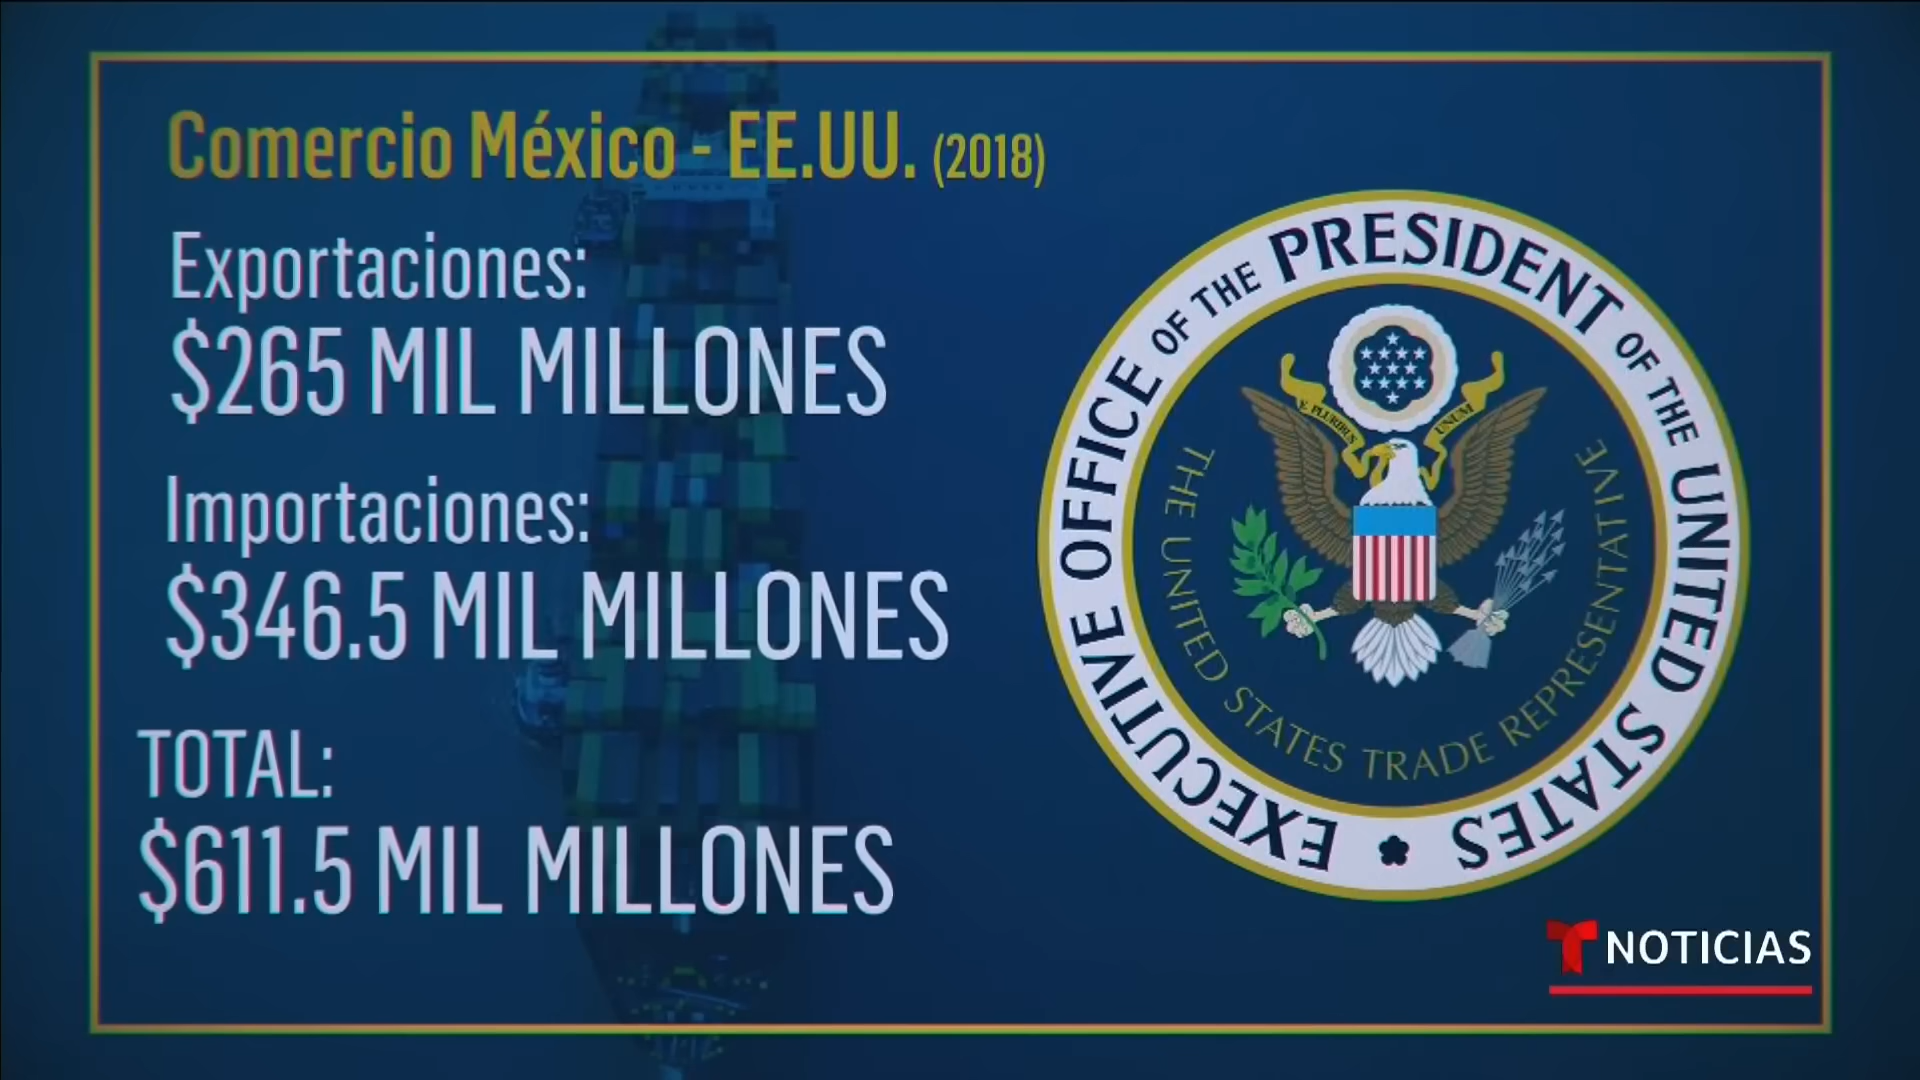 Comercio México - EE.UU. (2018)
Exportaciones:
$265 MIL MILLONES
Importaciones:
$346.5 MIL MILLONES
TOTAL:
$611.5 MIL MILLONES
EXECUTIVE OFFICE OF THE PRESIDENT OF THE UNITED STATES
THE UNITED STATES TRADE REPRESENTATIVE
E PLURIBUS UNUM
NOTICIAS